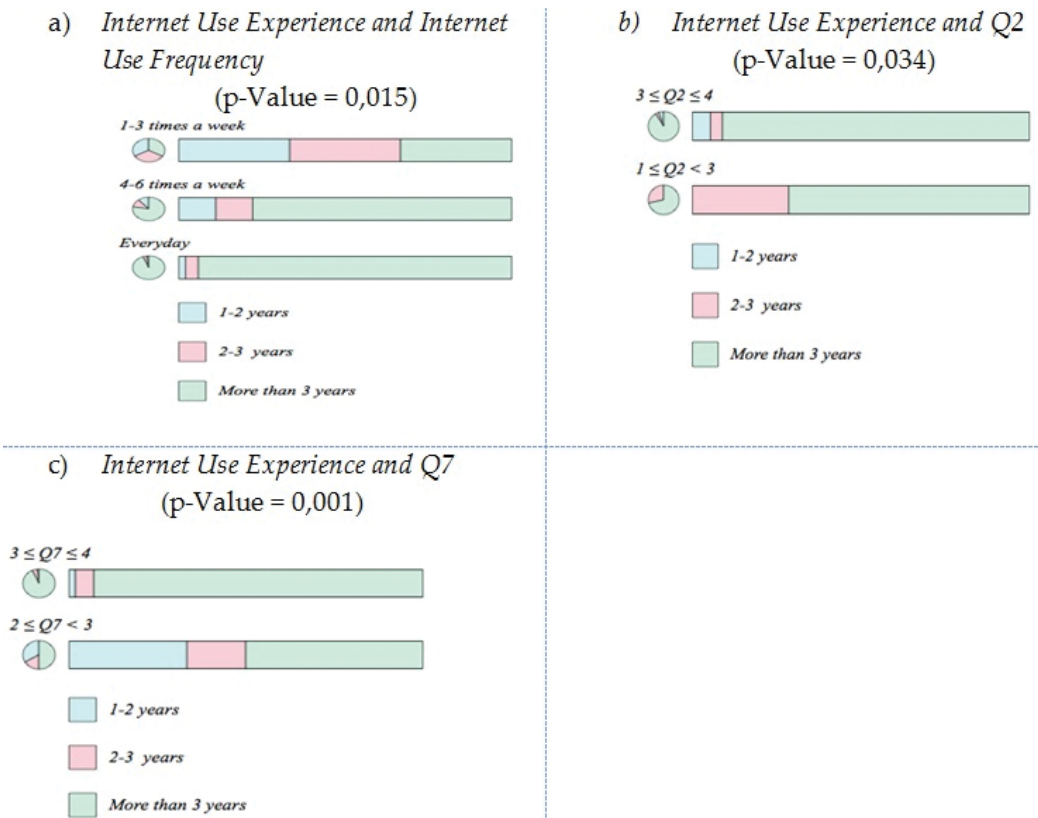 a) Internet Use Experience and Internet
Use Frequency
(p-Value = 0,015)
1-3 times a week
4-6 times a week
Everyday
1-2 years
2-3 years
More than 3 years
b) Internet Use Experience and Q2
(p-Value = 0,034)
3 ≤ Q2 ≤ 4
1 ≤ Q2 < 3
1-2 years
2-3 years
More than 3 years
c) Internet Use Experience and Q7
(p-Value = 0,001)
3 ≤ Q7 ≤ 4
2 ≤ Q7 < 3
1-2 years
2-3 years
More than 3 years